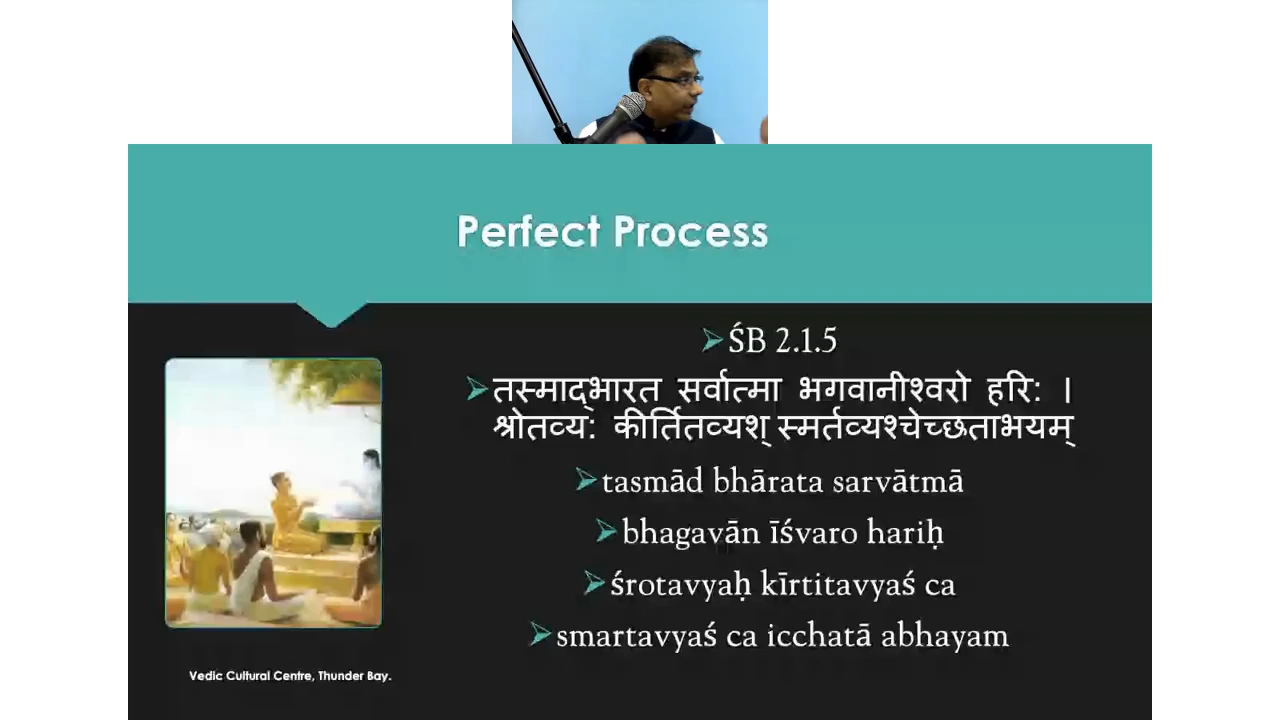 Perfect Process
ŚB 2.1.5
तस्माद्भारत सर्वात्मा भगवानीश्वरो हरि: ।
श्रोतव्य: कीर्तितव्यश् स्मर्तव्यश्चेच्छताभयम्
tasmād bhārata sarvātmā
bhagavān īśvaro hariḥ
śrotavyaḥ kīrtitavyaś ca
smartavyaś ca icchatā abhayam
Vedic Cultural Centre, Thunder Bay.